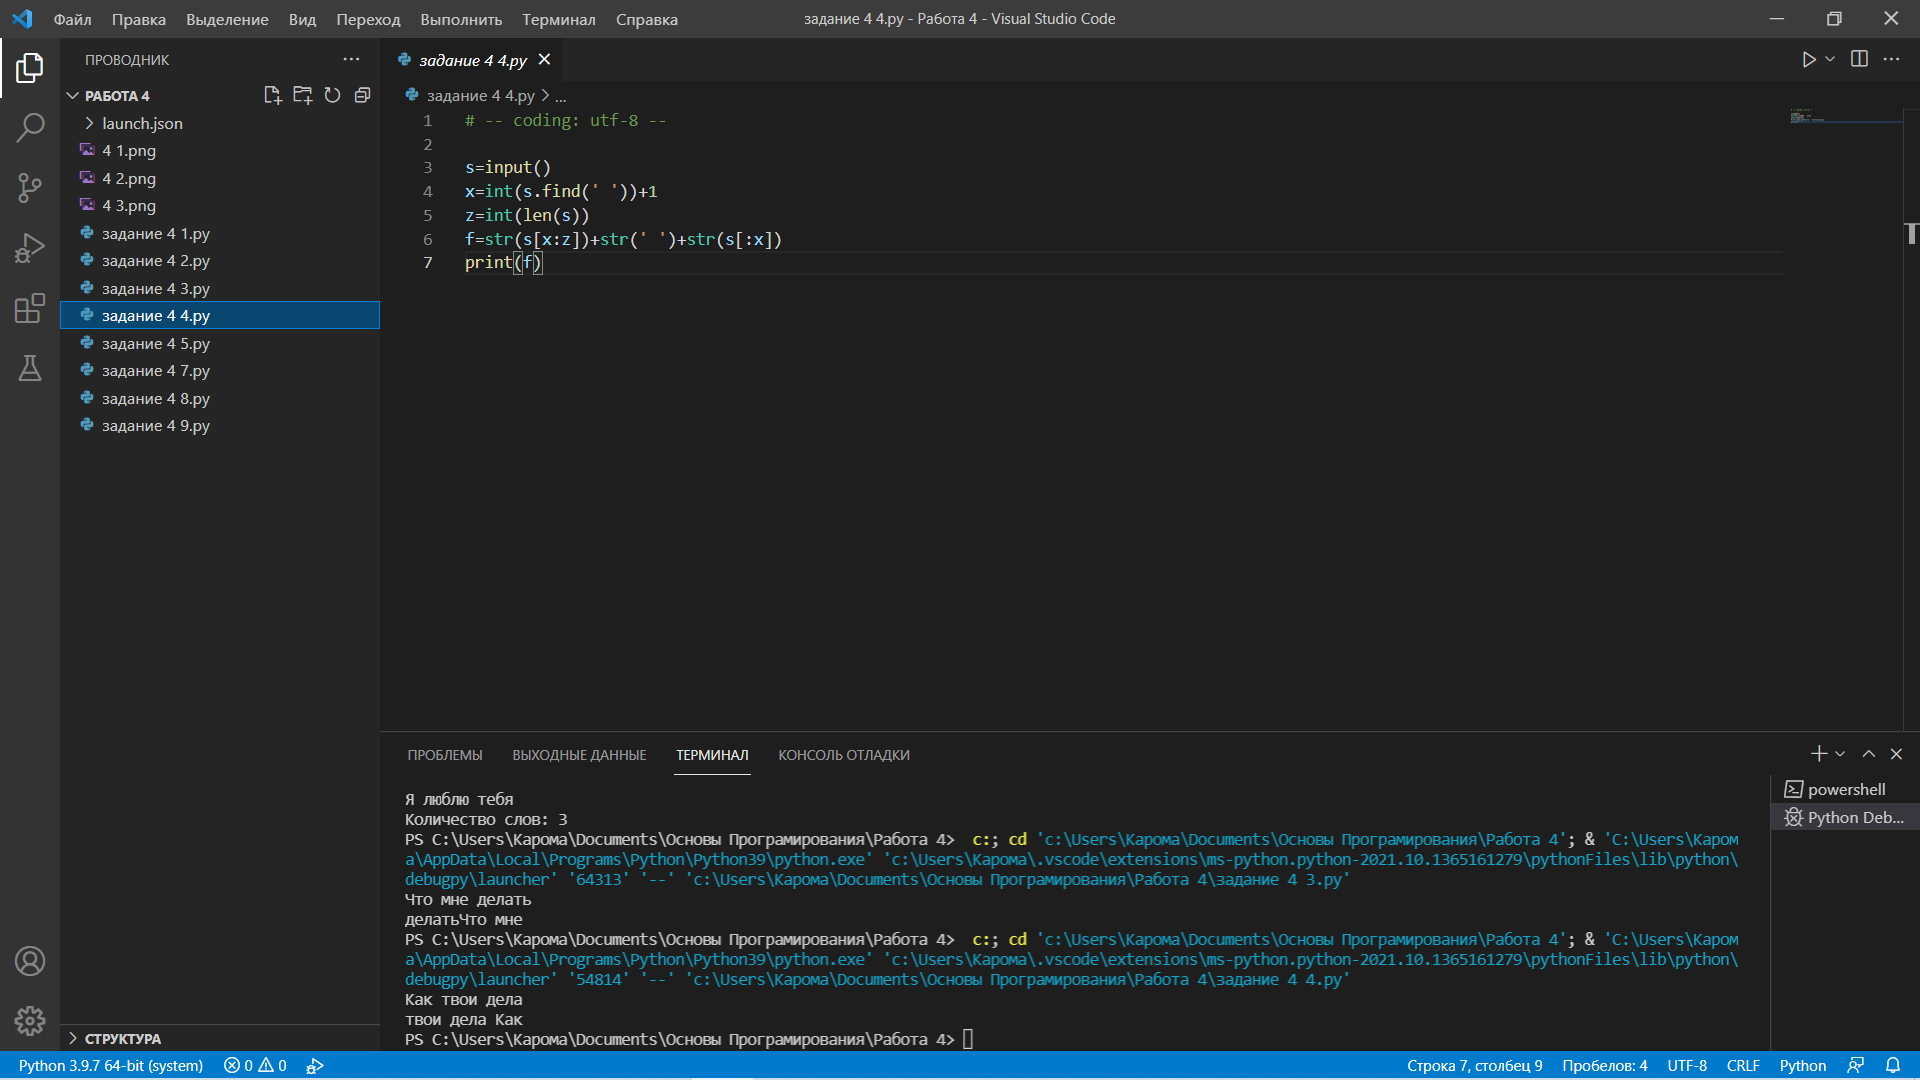 Файл Правка Выделение Вид Переход Выполнить Терминал Справка
задание 4 4.py - Работа 4 - Visual Studio Code
ПРОВОДНИК
РАБОТА 4
launch.json
4 1.png
4 2.png
4 3.png
задание 4 1.py
задание 4 2.py
задание 4 3.py
задание 4 4.py
задание 4 5.py
задание 4 7.py
задание 4 8.py
задание 4 9.py
СТРУКТУРА
задание 4 4.py
задание 4 4.py > ...
1 # -- coding: utf-8 --
2
3 s=input()
4 x=int(s.find(' '))+1
5 z=int(len(s))
6 f=str(s[x:z])+str(' ')+str(s[:x])
7 print(f)
ПРОБЛЕМЫ ВЫХОДНЫЕ ДАННЫЕ ТЕРМИНАЛ КОНСОЛЬ ОТЛАДКИ
Я люблю тебя
Количество слов: 3
PS C:\Users\Карома\Documents\Основы Програмирования\Работа 4>  c:; cd 'c:\Users\Карома\Documents\Основы Програмирования\Работа 4'; & 'C:\Users\Каром
а\AppData\Local\Programs\Python\Python39\python.exe' 'c:\Users\Карома\.vscode\extensions\ms-python.python-2021.10.1365161279\pythonFiles\lib\python\
debugpy\launcher' '64313' '--' 'c:\Users\Карома\Documents\Основы Програмирования\Работа 4\задание 4 3.py'
Что мне делать
делатьЧто мне
PS C:\Users\Карома\Documents\Основы Програмирования\Работа 4>  c:; cd 'c:\Users\Карома\Documents\Основы Програмирования\Работа 4'; & 'C:\Users\Каром
а\AppData\Local\Programs\Python\Python39\python.exe' 'c:\Users\Карома\.vscode\extensions\ms-python.python-2021.10.1365161279\pythonFiles\lib\python\
debugpy\launcher' '54814' '--' 'c:\Users\Карома\Documents\Основы Програмирования\Работа 4\задание 4 4.py'
Как твои дела
твои дела Как
PS C:\Users\Карома\Documents\Основы Програмирования\Работа 4>
powershell
Python Deb...
Python 3.9.7 64-bit (system) 0 0
Строка 7, столбец 9 Пробелов: 4 UTF-8 CRLF Python